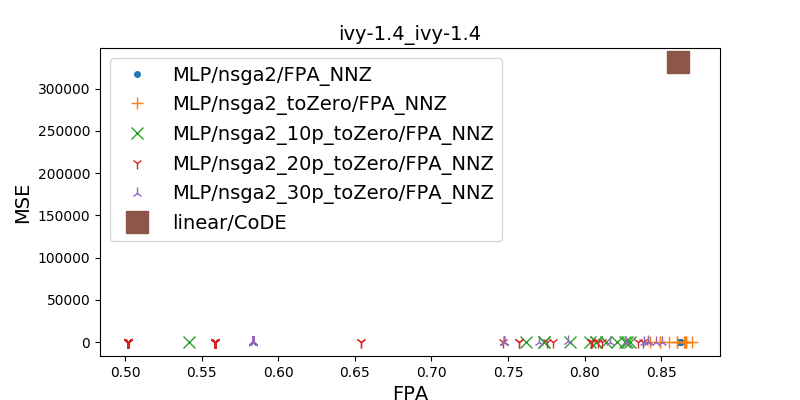 ivy-1.4_ivy-1.4
MSE
300000
250000
200000
150000
100000
50000
0
MLP/nsga2/FPA_NNZ
MLP/nsga2_toZero/FPA_NNZ
MLP/nsga2_10p_toZero/FPA_NNZ
MLP/nsga2_20p_toZero/FPA_NNZ
MLP/nsga2_30p_toZero/FPA_NNZ
linear/CoDE
0.50 0.55 0.60 0.65 0.70 0.75 0.80 0.85
FPA